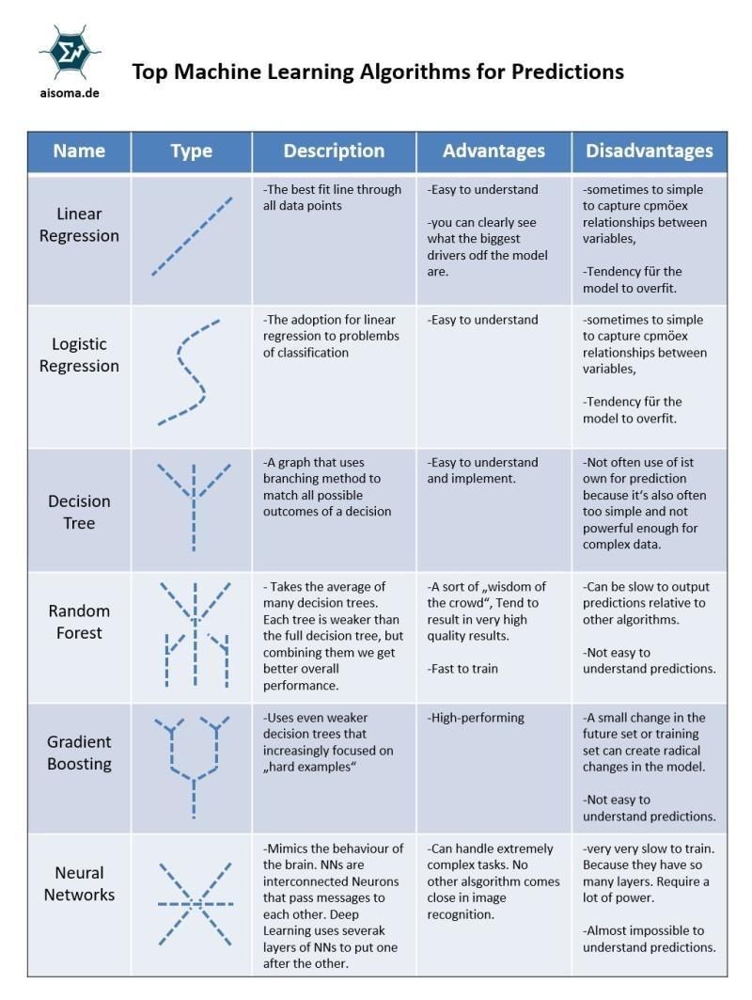 aisoma.de
Top Machine Learning Algorithms for Predictions
Name
Type
Description
Advantages
Disadvantages
Linear
Regression
-The best fit line through
all data points
-Easy to understand
-you can clearly see
what the biggest
drivers odf the model
are.
-sometimes to simple
to capture cpmöex
relationships between
variables,
-Tendency für the
model to overfit.
Logistic
Regression
-The adoption for linear
regression to problembs
of classification
-Easy to understand
-sometimes to simple
to capture cpmöex
relationships between
variables,
-Tendency für the
model to overfit.
Decision
Tree
-A graph that uses
branching method to
match all possible
outcomes of a decision
-Easy to understand
and implement.
-Not often use of ist
own for prediction
because it‘s also often
too simple and not
powerful enough for
complex data.
Random
Forest
- Takes the average of
many decision trees.
Each tree is weaker than
the full decision tree, but
combining them we get
better overall
performance.
-A sort of „wisdom of
the crowd“, Tend to
result in very high
quality results.
-Fast to train
-Can be slow to output
predictions relative to
other algorithms.
-Not easy to
understand predictions.
Gradient
Boosting
-Uses even weaker
decision trees that
increasingly focused on
„hard examples“
-High-performing
-A small change in the
future set or training
set can create radical
changes in the model.
-Not easy to
understand predictions.
Neural
Networks
-Mimics the behaviour of
the brain. NNs are
interconnected Neurons
that pass messages to
each other. Deep
Learning uses severak
layers of NNs to put one
after the other.
-Can handle extremely
complex tasks. No
other alsgorithm comes
close in image
recognition.
-very very slow to train.
Because they have so
many layers. Require a
lot of power.
-Almost impossible to
understand predictions.